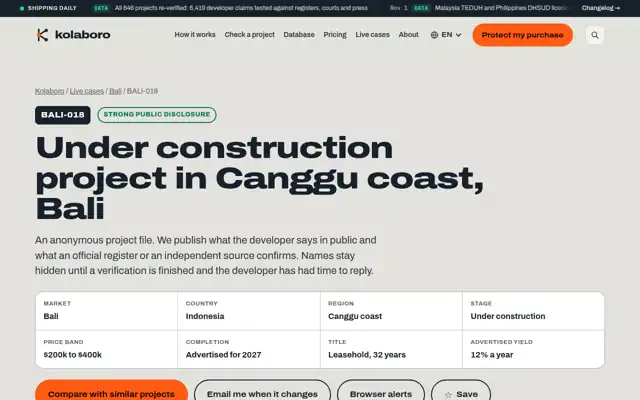 SHIPPING DAILY DATA All 646 projects re-verified: 6,419 developer claims tested against registers, courts and press Nov 1 DATA Malaysia TEDUH and Philippines DHSUD Changelog →
kolaboro How it works Check a project Database Pricing Live cases About EN Protect my purchase
Kolaboro / Live cases / Bali / BALI-018
BALI-018 STRONG PUBLIC DISCLOSURE
Under construction
project in Canggu coast,
Bali
An anonymous project file. We publish what the developer says in public and
what an official register or an independent source confirms. Names stay
hidden until a verification is finished and the developer has had time to reply.
MARKET COUNTRY REGION STAGE
Bali Indonesia Canggu coast Under construction
PRICE BAND COMPLETION TITLE ADVERTISED YIELD
$200k to $400k Advertised for 2027 Leasehold, 32 years 12% a year
Compare with similar projects Email me when it changes Browser alerts ☆ Save